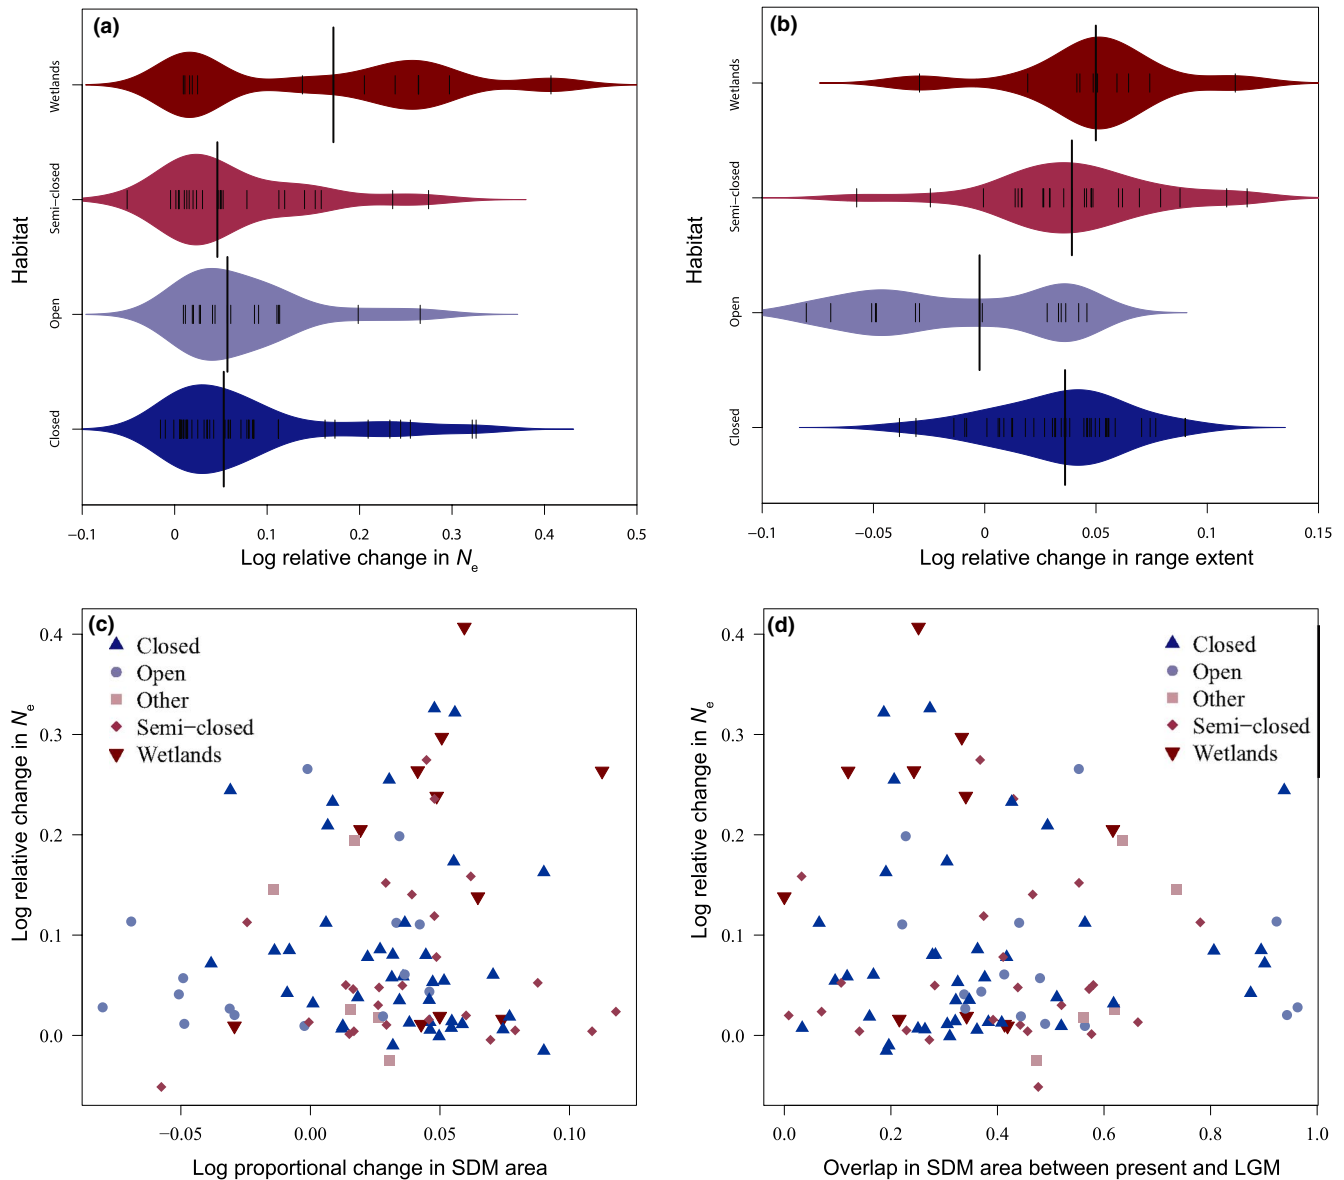 (a)
Habitat
Wetlands
Semi−closed
Open
Closed
−0.1 0 0.1 0.2 0.3 0.4 0.5
Log relative change in Ne
(b)
Habitat
Wetlands
Semi−closed
Open
Closed
−0.1 −0.05 0 0.05 0.1 0.15
Log relative change in range extent
(c)
Closed
Open
Other
Semi−closed
Wetlands
Log relative change in Ne
0.4
0.3
0.2
0.1
0.0
−0.05 0.00 0.05 0.10
Log proportional change in SDM area
(d)
Closed
Open
Other
Semi−closed
Wetlands
Log relative change in Ne
0.4
0.3
0.2
0.1
0.0
0.0 0.2 0.4 0.6 0.8 1.0
Overlap in SDM area between present and LGM